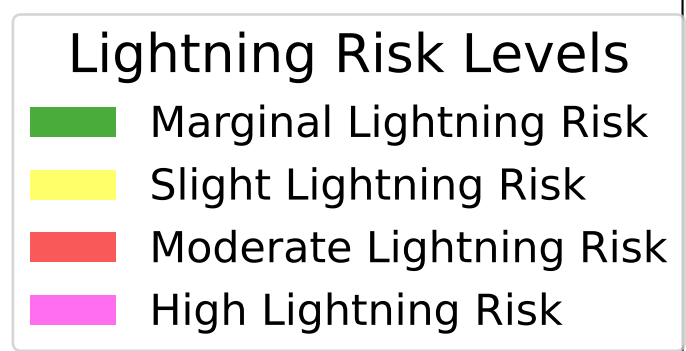 Lightning Risk Levels
Marginal Lightning Risk
Slight Lightning Risk
Moderate Lightning Risk
High Lightning Risk